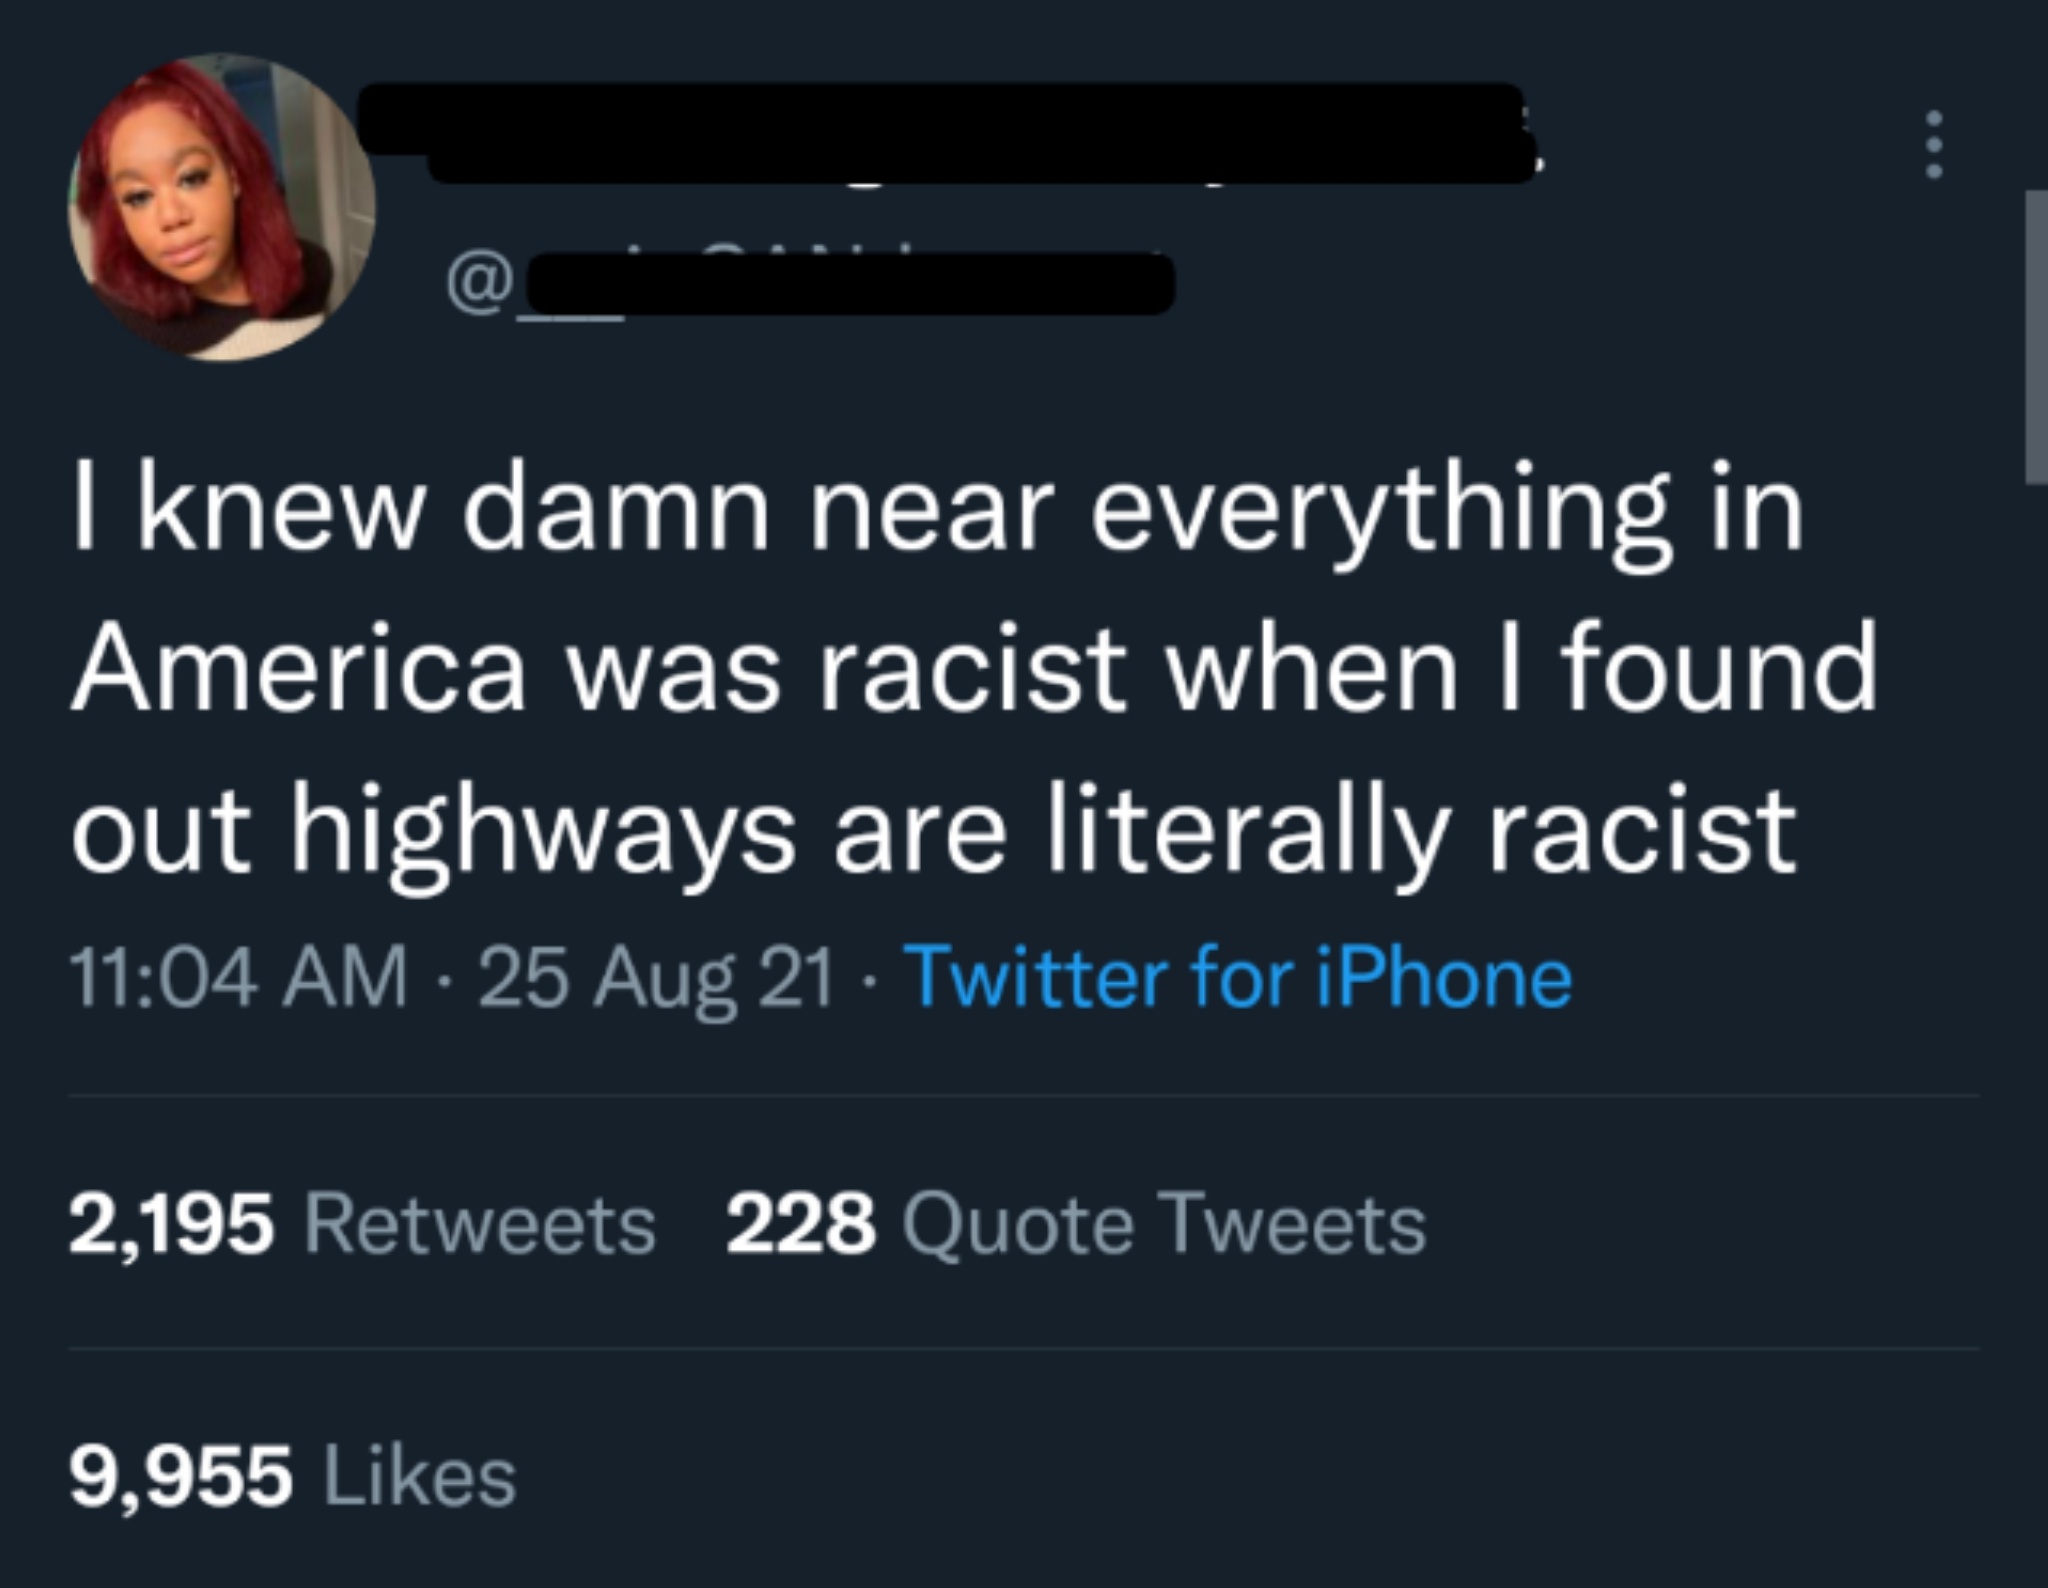 @___
I knew damn near everything in
America was racist when I found
out highways are literally racist
11:04 AM · 25 Aug 21 · Twitter for iPhone
2,195 Retweets 228 Quote Tweets
9,955 Likes